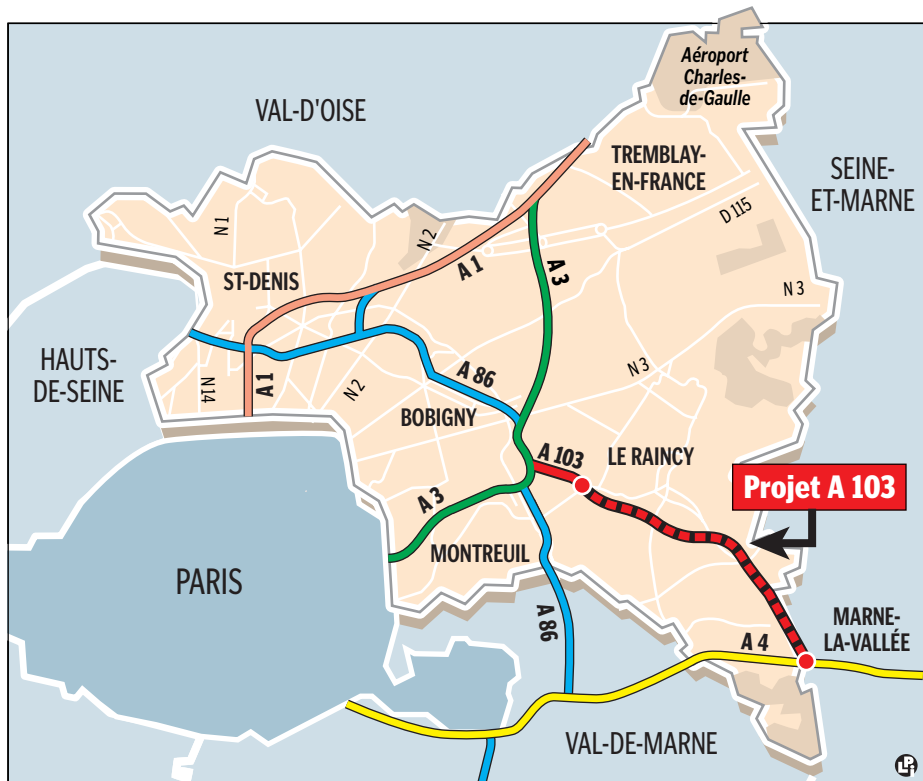 Aéroport
Charles-
de-Gaulle
VAL-D'OISE
TREMBLAY-
EN-FRANCE
SEINE-
ET-MARNE
N 1
N 2
D 115
A 1
A 3
ST-DENIS
N 3
HAUTS-
DE-SEINE
N14
A 1
N 2
A 86
N 3
BOBIGNY
A 103
LE RAINCY
Projet A 103
A 3
MONTREUIL
PARIS
A 86
MARNE-
LA-VALLÉE
A 4
VAL-DE-MARNE